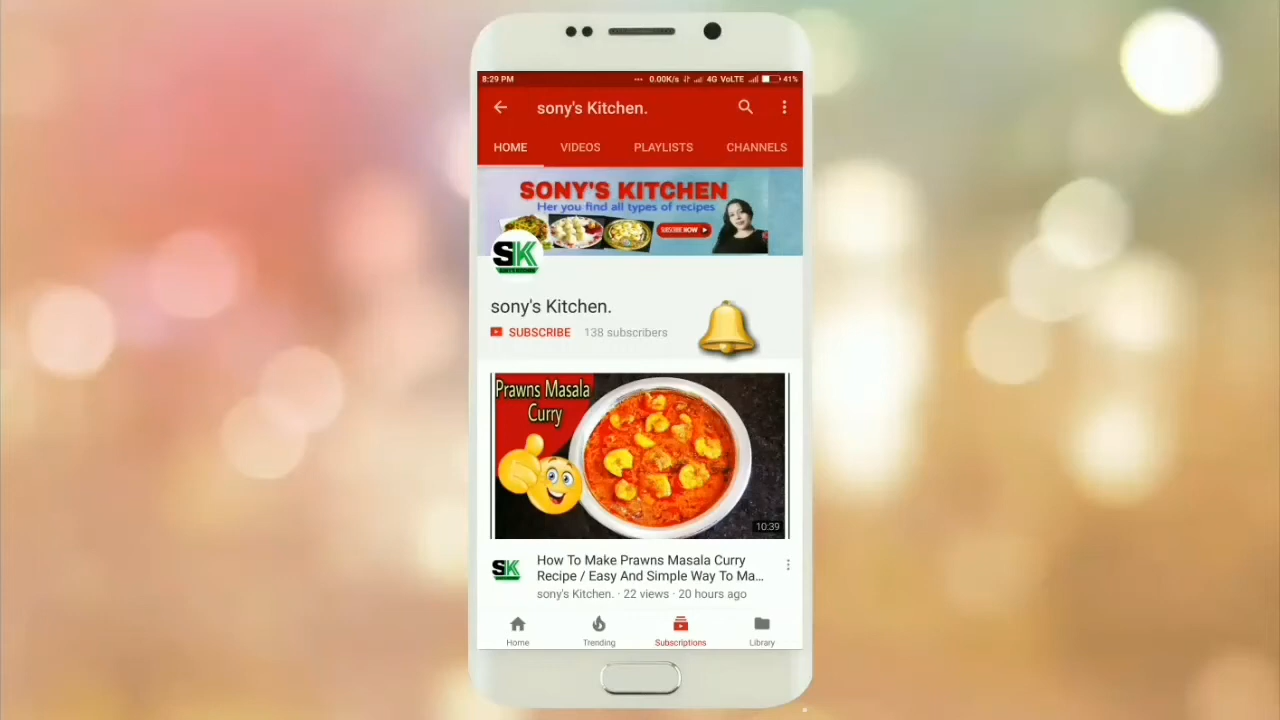 8:29 PM
0.00K/s 4G VoLTE 41%
sony's Kitchen.
HOME VIDEOS PLAYLISTS CHANNELS
SONY'S KITCHEN
Her you find all types of recipes
SUBSCRIBE NOW
SK
SONY'S KITCHEN
sony's Kitchen.
SUBSCRIBE 138 subscribers
Prawns Masala
Curry
10:39
SK
How To Make Prawns Masala Curry
Recipe / Easy And Simple Way To Ma...
sony's Kitchen. · 22 views · 20 hours ago
Home Trending Subscriptions Library